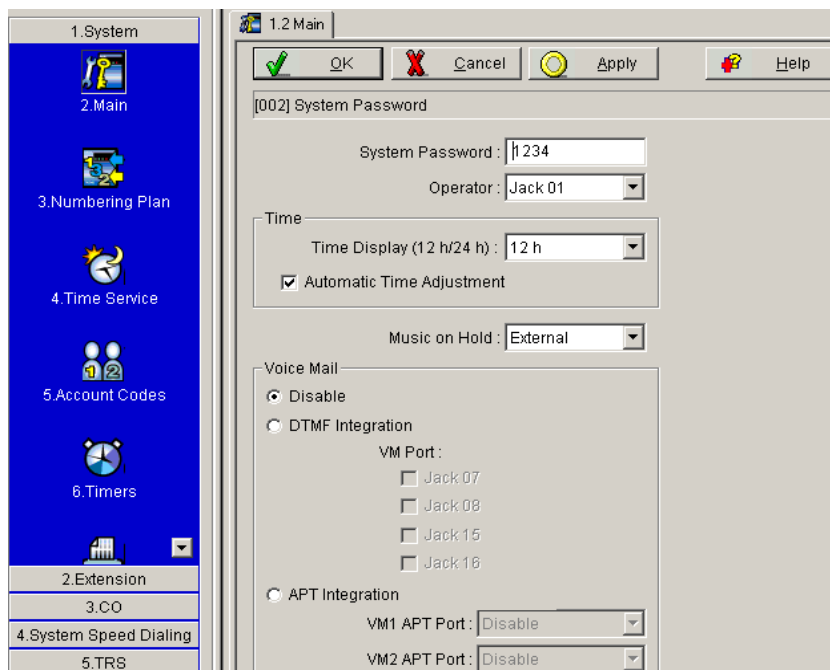 1.System
2.Main
3.Numbering Plan
4.Time Service
1 2
5.Account Codes
6.Timers
2.Extension
3.CO
4.System Speed Dialing
5.TRS
1.2 Main
OK Cancel Apply Help
[002] System Password
System Password : 1234
Operator : Jack 01
Time
Time Display (12 h/24 h) : 12 h
Automatic Time Adjustment
Music on Hold : External
Voice Mail
Disable
DTMF Integration
VM Port :
Jack 07
Jack 08
Jack 15
Jack 16
APT Integration
VM1 APT Port : Disable
VM2 APT Port : Disable